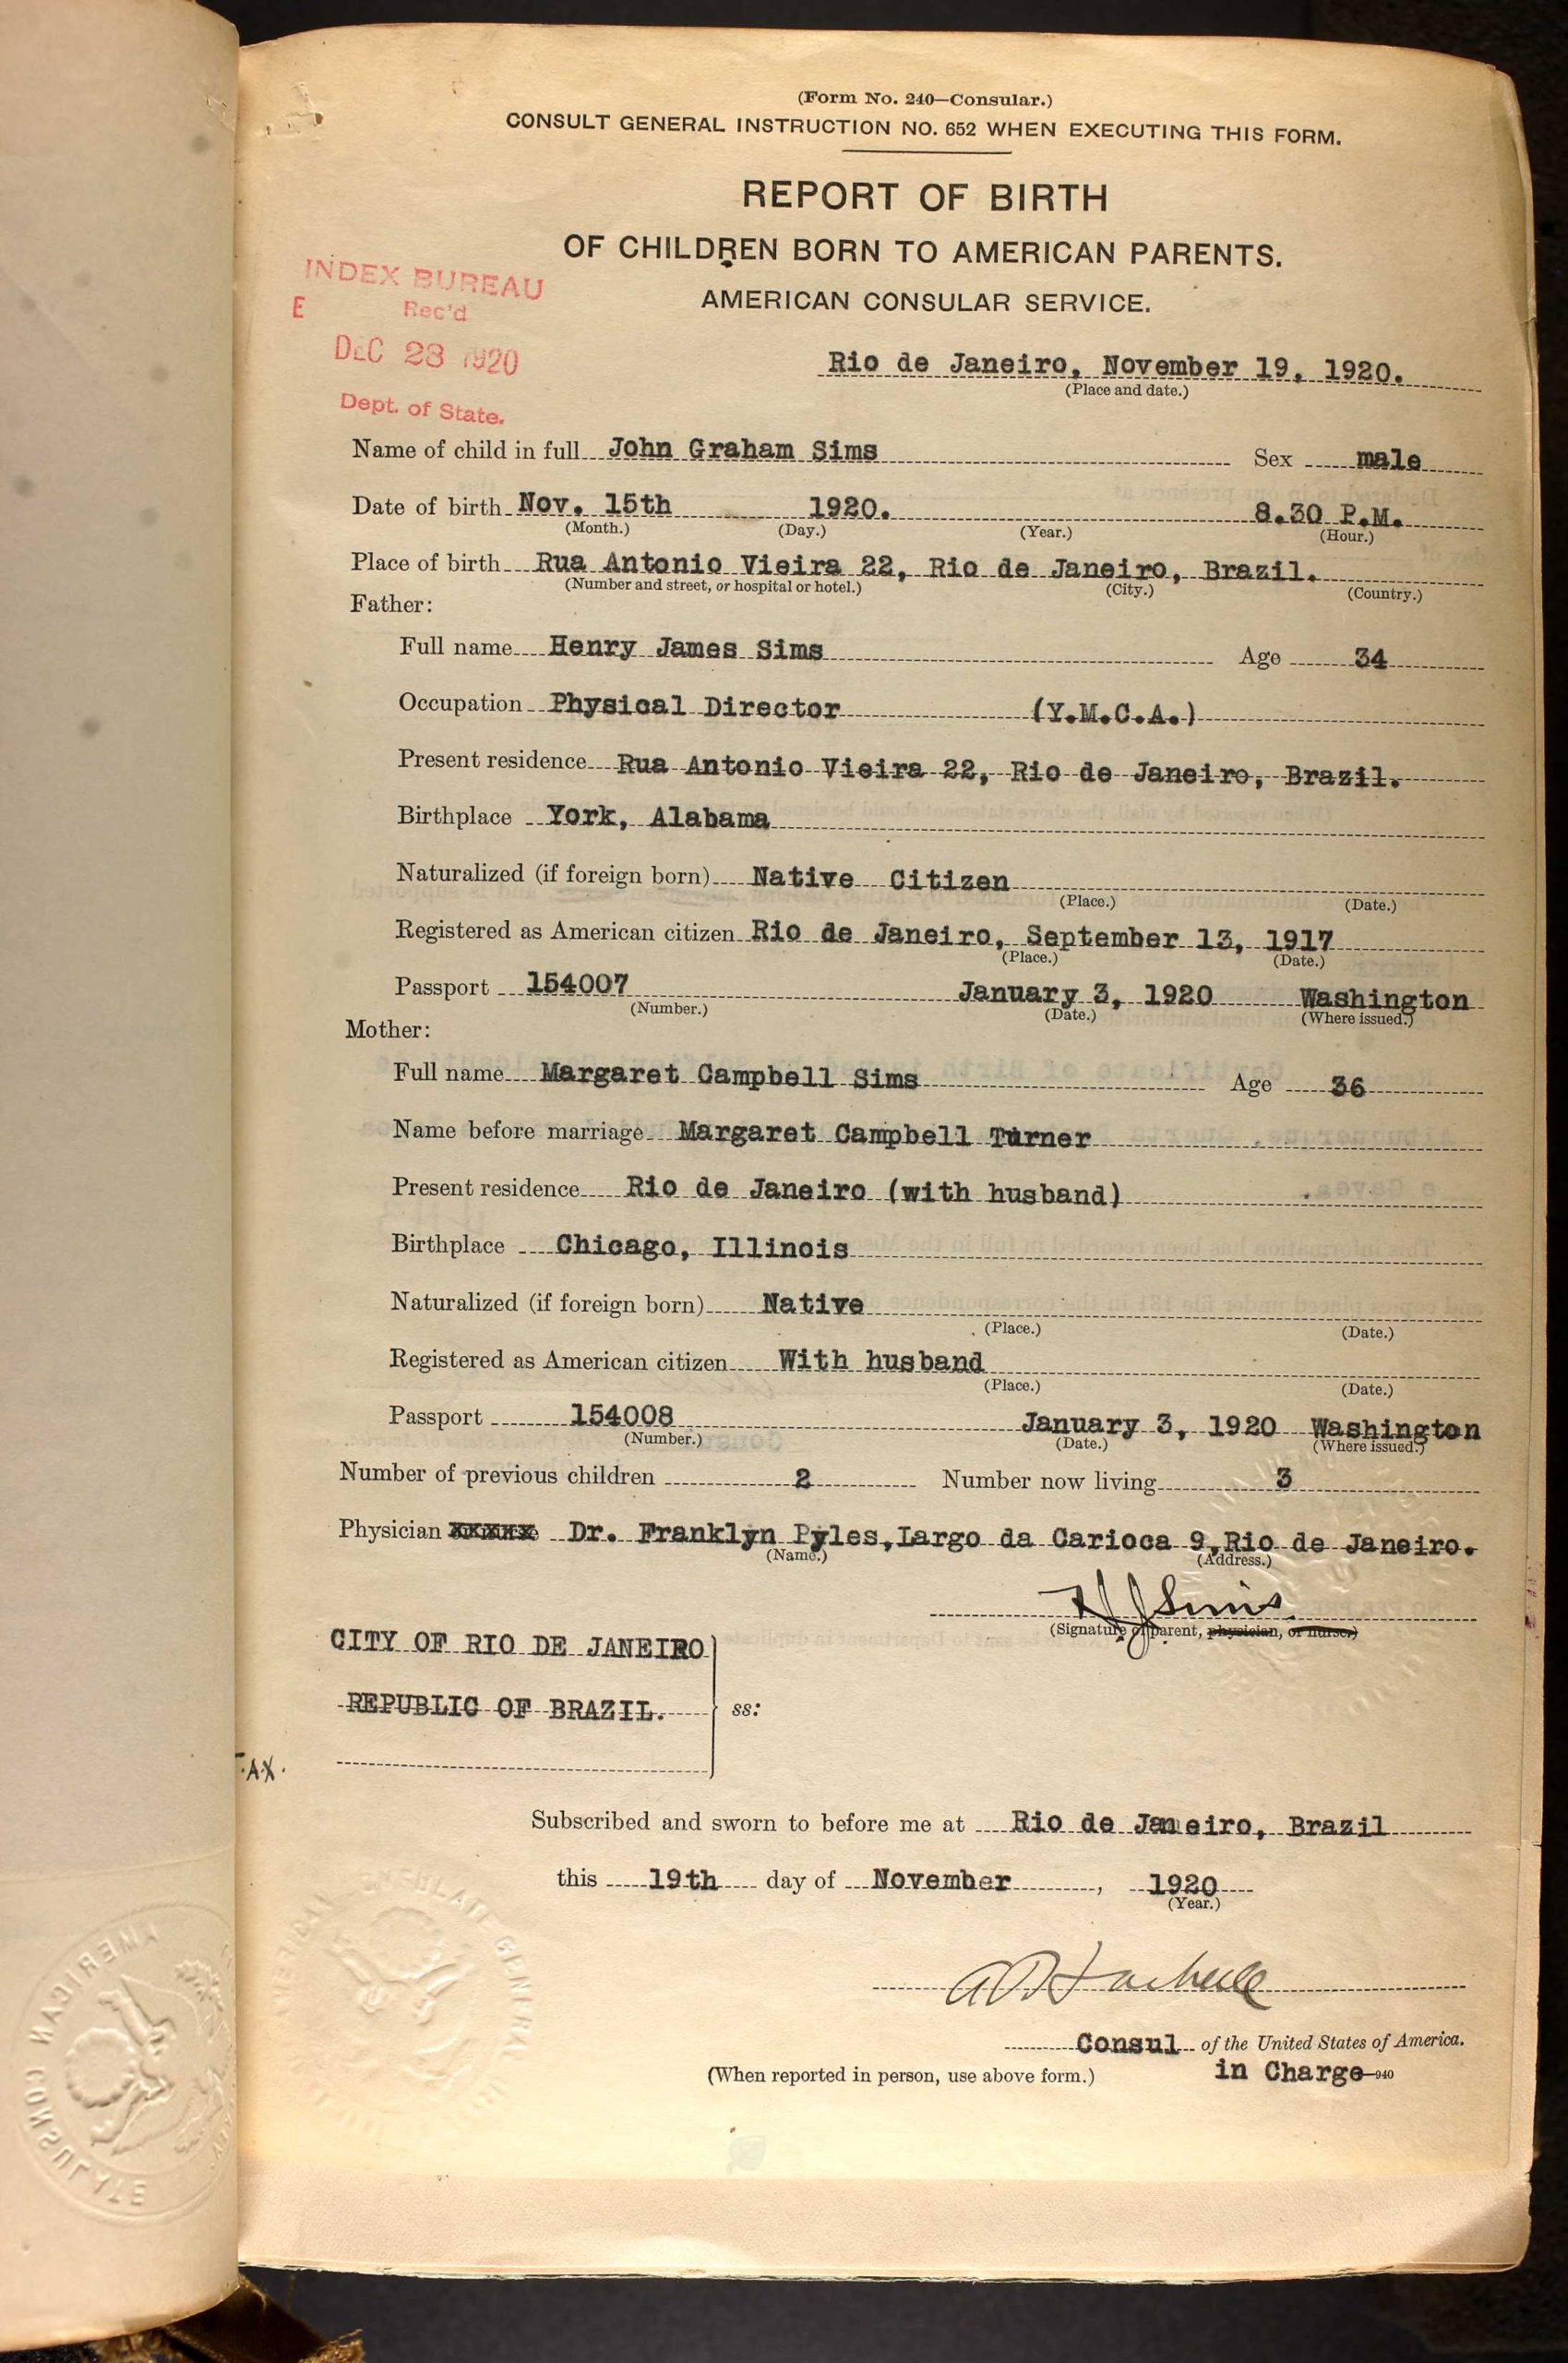 (Form No. 240—Consular.)
CONSULT GENERAL INSTRUCTION NO. 652 WHEN EXECUTING THIS FORM.
REPORT OF BIRTH
OF CHILDREN BORN TO AMERICAN PARENTS.
AMERICAN CONSULAR SERVICE.
INDEX BUREAU
E Rec'd
DEC 28 1920
Dept. of State.
Rio de Janeiro, November 19, 1920.
(Place and date.)
Name of child in full John Graham Sims Sex male
Date of birth Nov. 15th 1920. 8.30 P.M.
(Month.) (Day.) (Year.) (Hour.)
Place of birth Rua Antonio Vieira 22, Rio de Janeiro, Brazil.
(Number and street, or hospital or hotel.) (City.) (Country.)
Father:
Full name Henry James Sims Age 34
Occupation Physical Director (Y.M.C.A.)
Present residence Rua Antonio Vieira 22, Rio de Janeiro, Brazil.
Birthplace York, Alabama
Naturalized (if foreign born) Native Citizen
(Place.) (Date.)
Registered as American citizen Rio de Janeiro, September 13, 1917
(Place.) (Date.)
Passport 154007 January 3, 1920 Washington
(Number.) (Date.) (Where issued.)
Mother:
Full name Margaret Campbell Sims Age 36
Name before marriage Margaret Campbell Turner
Present residence Rio de Janeiro (with husband)
Birthplace Chicago, Illinois
Naturalized (if foreign born) Native
(Place.) (Date.)
Registered as American citizen With husband
(Place.) (Date.)
Passport 154008 January 3, 1920 Washington
(Number.) (Date.) (Where issued.)
Number of previous children 2 Number now living 3
Physician xxxxx Dr. Franklyn Pyles, Largo da Carioca 9, Rio de Janeiro.
(Name.) (Address.)
H J Sims
(Signature of parent, physician, or nurse.)
CITY OF RIO DE JANEIRO
REPUBLIC OF BRAZIL.
ss:
Subscribed and sworn to before me at Rio de Janeiro, Brazil
this 19th day of November, 1920
(Year.)
Consul of the United States of America.
(When reported in person, use above form.) in Charge—940
AMERICAN CONSULATE GENERAL
AMERICAN CONSULATE